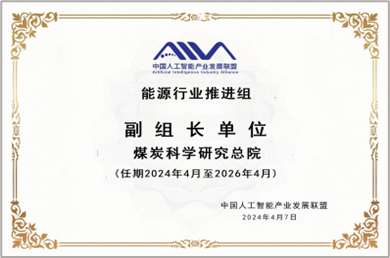 AIIA
中国人工智能产业发展联盟
Artificial Intelligence Industry Alliance
能源行业推进组
副组长单位
煤炭科学研究总院
（任期2024年4月至2026年4月）
中国人工智能产业发展联盟
2024年4月7日